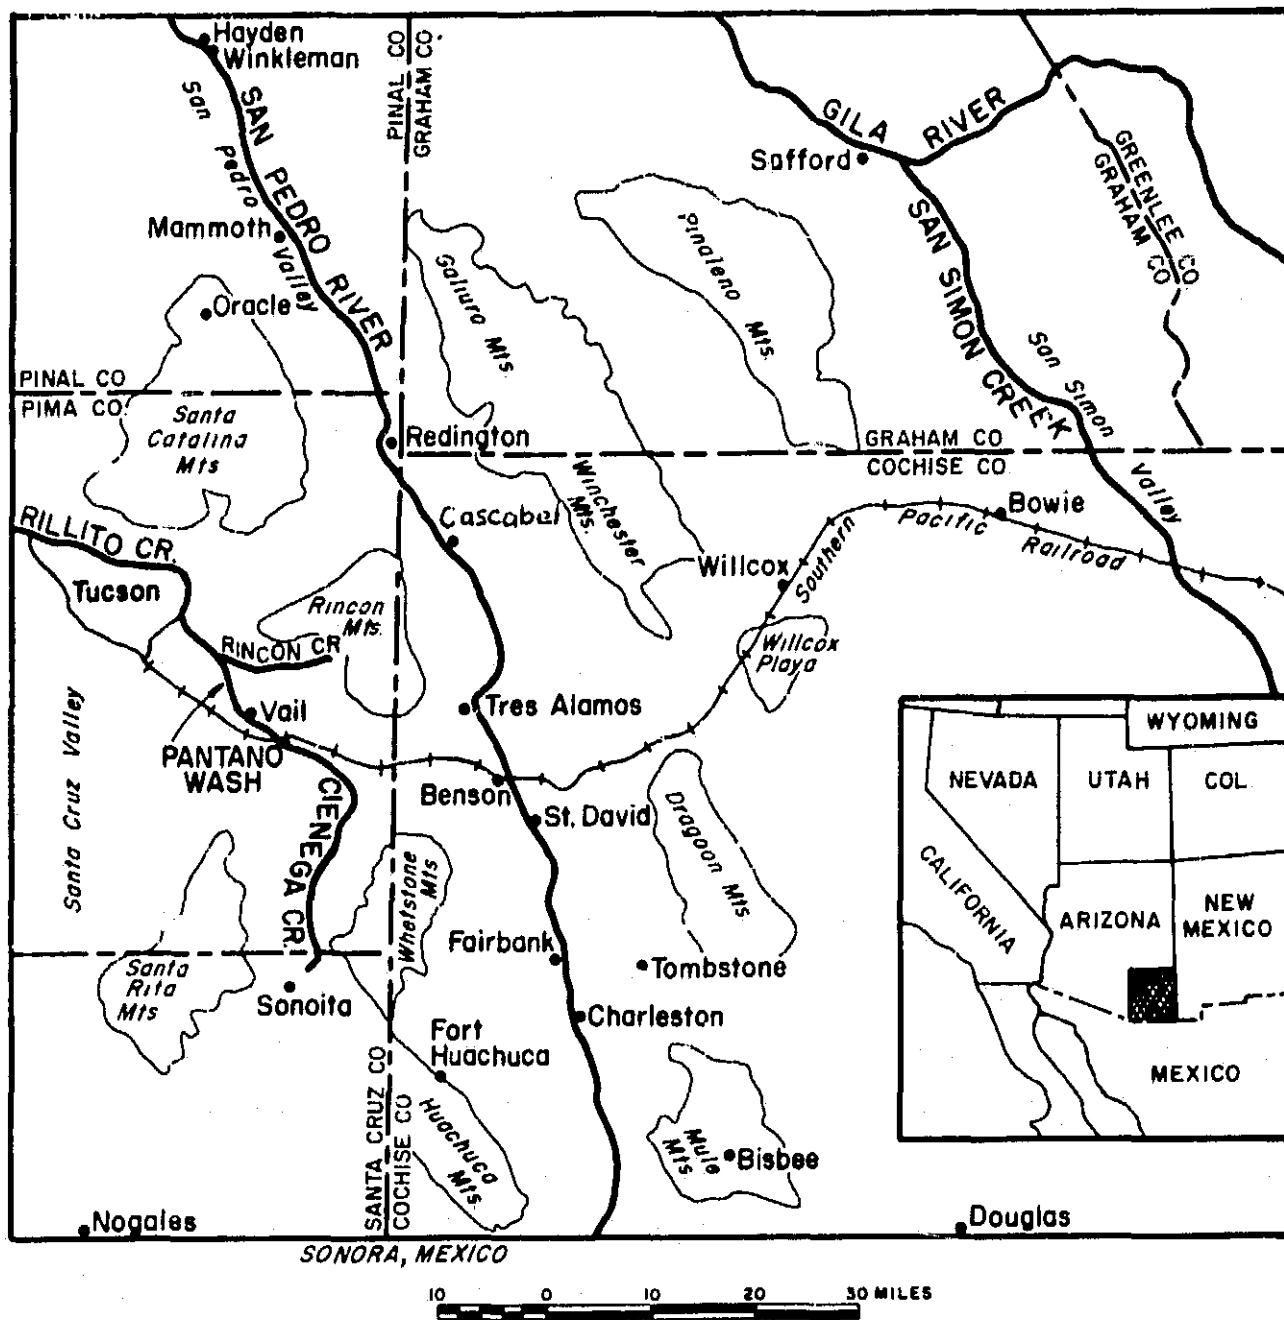 Hayden
Winkleman
San
Pedro
Valley
SAN PEDRO RIVER
PINAL CO
GRAHAM CO.
GILA RIVER
Safford
GREENLEE CO
GRAHAM CO
Mammoth
Oracle
Galiuro Mts.
Pinaleno
Mts.
SAN SIMON CREEK
San Simon
Valley
PINAL CO
PIMA CO.
Santa
Catalina
Mts
Redington
GRAHAM CO
COCHISE CO.
Winchester
Mts.
Cascabel
Bowie
Southern Pacific Railroad
RILLITO CR.
Tucson
Willcox
Rincon
Mts.
RINCON CR
Willcox
Playa
Santa Cruz Valley
Vail
Tres Alamos
PANTANO
WASH
CIENEGA CR.
Benson
St. David
Dragoon Mts
Whetstone
Mts
Fairbank
Tombstone
Santa
Rita
Mts
Sonoita
Charleston
Fort
Huachuca
SANTA CRUZ CO
COCHISE CO
Huachuca
Mts.
Mule
Mts
Bisbee
Nogales
Douglas
SONORA, MEXICO
WYOMING
NEVADA
UTAH
COL
CALIFORNIA
ARIZONA
NEW
MEXICO
MEXICO
10 0 10 20 30 MILES